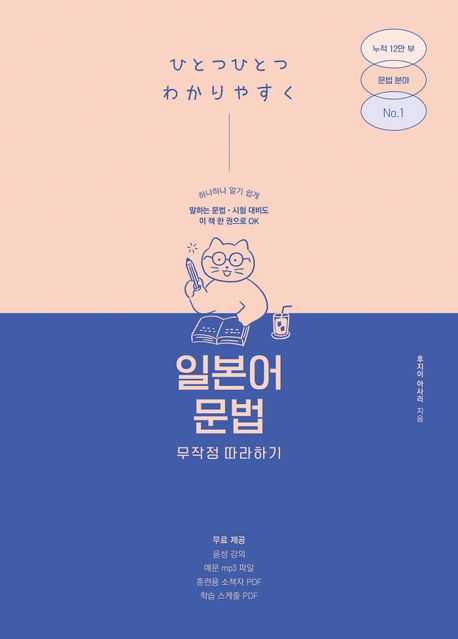 ひとつひとつ
わかりやすく
누적 12만 부
문법 분야
No.1
하나하나 알기 쉽게
말하는 문법・시험 대비도
이 책 한 권으로 OK
일본어
문법
무작정 따라하기
후지이 아사리 지음
무료 제공
음성 강의
예문 mp3 파일
훈련용 소책자 PDF
학습 스케줄 PDF